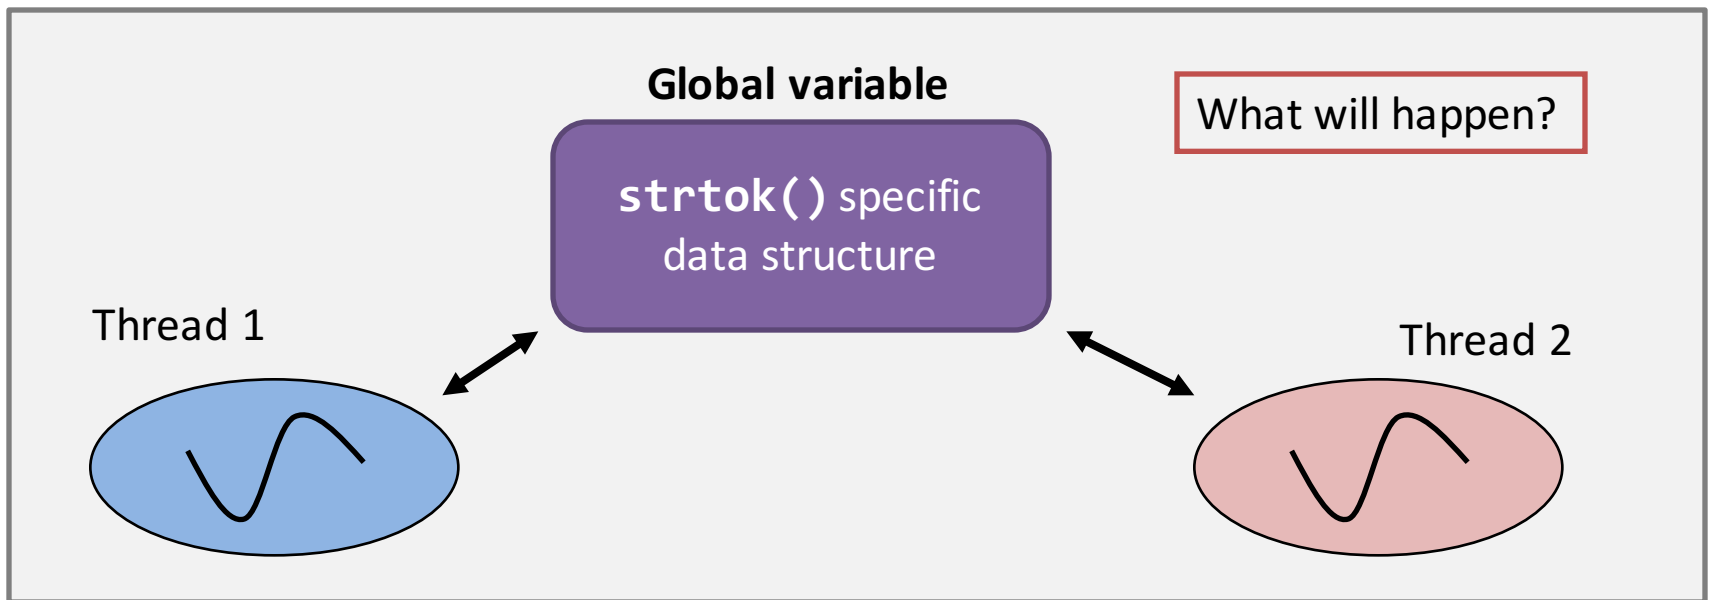 Global variable
What will happen?
strtok() specific
data structure
Thread 1
Thread 2